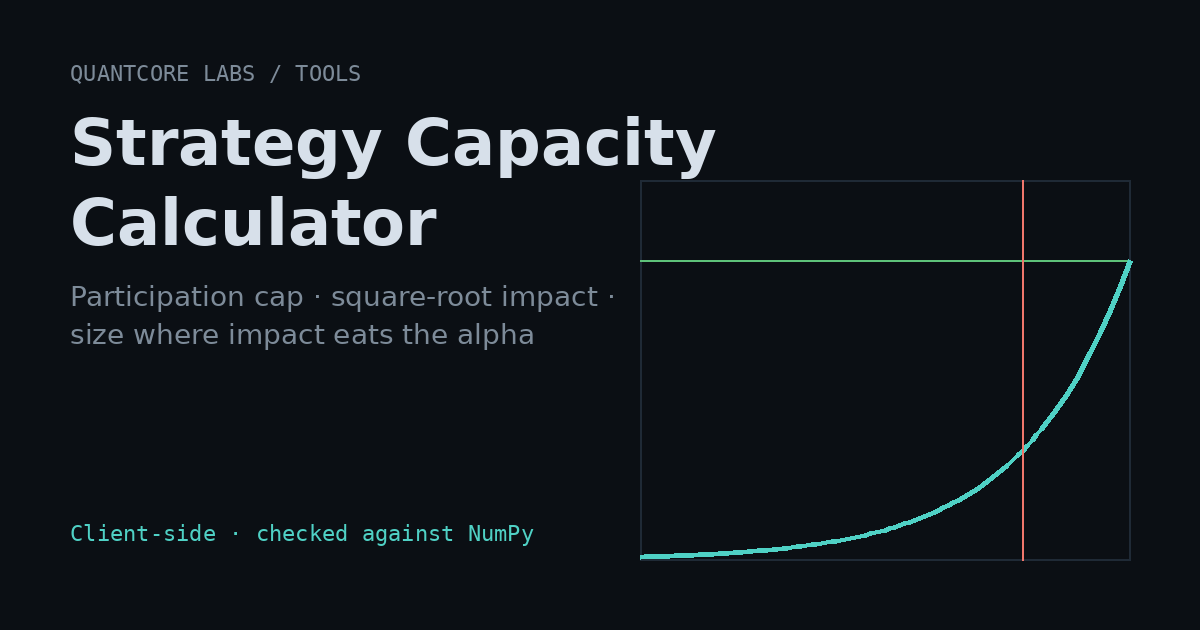 QUANTCORE LABS / TOOLS
Strategy Capacity
Calculator
Participation cap · square-root impact ·
size where impact eats the alpha
Client-side · checked against NumPy